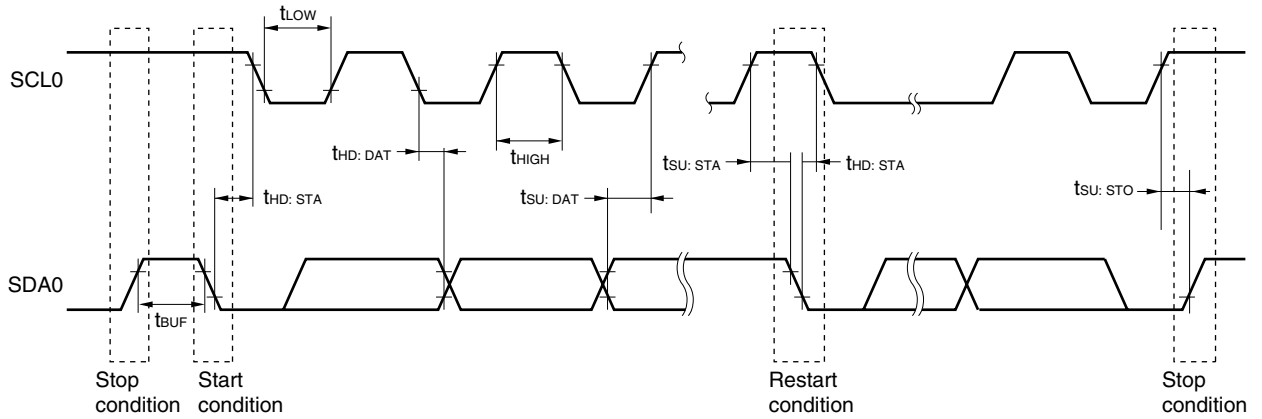 tLOW
SCL0
tHD: DAT
tHIGH
tSU: STA
tHD: STA
tHD: STA
tSU: DAT
tSU: STO
SDA0
tBUF
Stop
condition
Start
condition
Restart
condition
Stop
condition